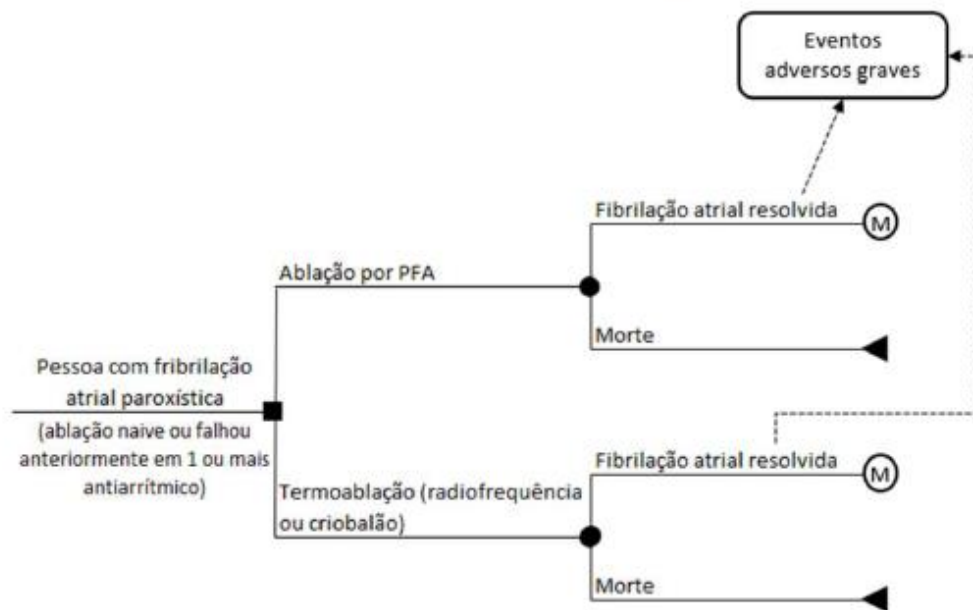 Eventos
adversos graves
Fibrilação atrial resolvida
M
Ablação por PFA
Morte
Pessoa com fribrilação
atrial paroxística
(ablação naive ou falhou
anteriormente em 1 ou mais
antiarrítmico)
Fibrilação atrial resolvida
M
Termoablação (radiofrequência
ou criobalão)
Morte